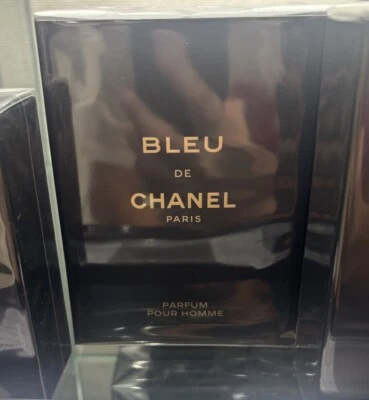 BLEU
DE
CHANEL
PARIS
PARFUM
POUR HOMME